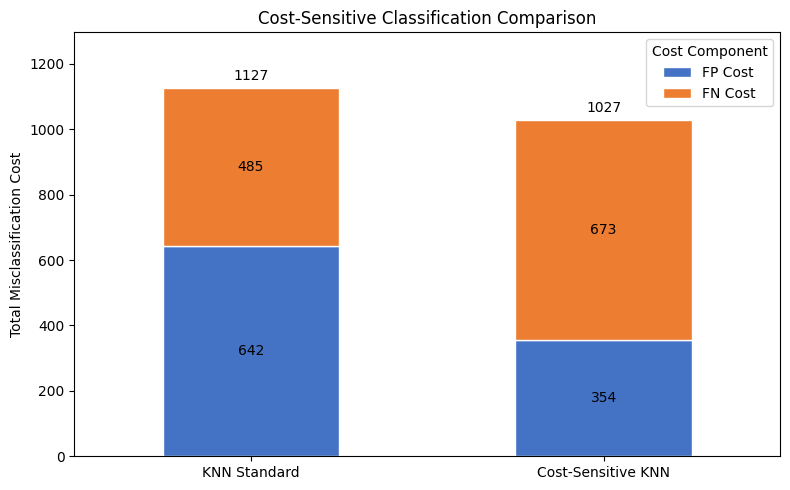 Cost-Sensitive Classification Comparison
Total Misclassification Cost
1200
1000
800
600
400
200
0
1127
485
642
1027
673
354
Cost Component
FP Cost
FN Cost
KNN Standard
Cost-Sensitive KNN